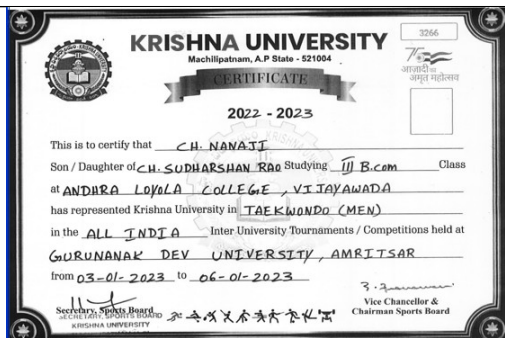 3266
KRISHNA UNIVERSITY
Machilipatnam, A.P State - 521004
CERTIFICATE
75
आज़ादी का
अमृत महोत्सव
2022 - 2023
This is to certify that CH. NANAJI
Son / Daughter of CH. SUDHARSHAN RAO Studying III B.com Class
at ANDHRA LOYOLA COLLEGE, VIJAYAWADA
has represented Krishna University in TAEKWONDO (MEN)
in the ALL INDIA Inter University Tournaments / Competitions held at
GURUNANAK DEV UNIVERSITY, AMRITSAR
from 03-01-2023 to 06-01-2023
Secretary, Sports Board
SECRETARY, SPORTS BOARD
KRISHNA UNIVERSITY
Vice Chancellor &
Chairman Sports Board